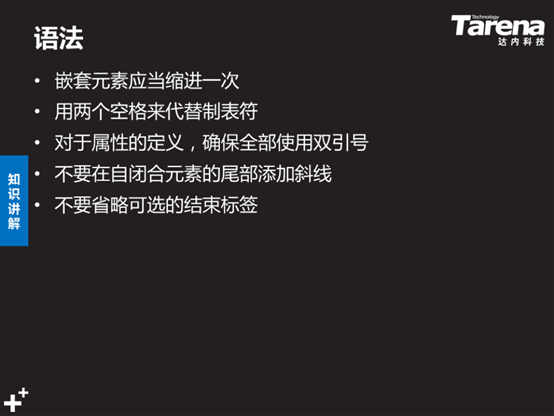 语法
Technology
Tarena
达内科技
• 嵌套元素应当缩进一次
• 用两个空格来代替制表符
• 对于属性的定义，确保全部使用双引号
• 不要在自闭合元素的尾部添加斜线
• 不要省略可选的结束标签
知识讲解